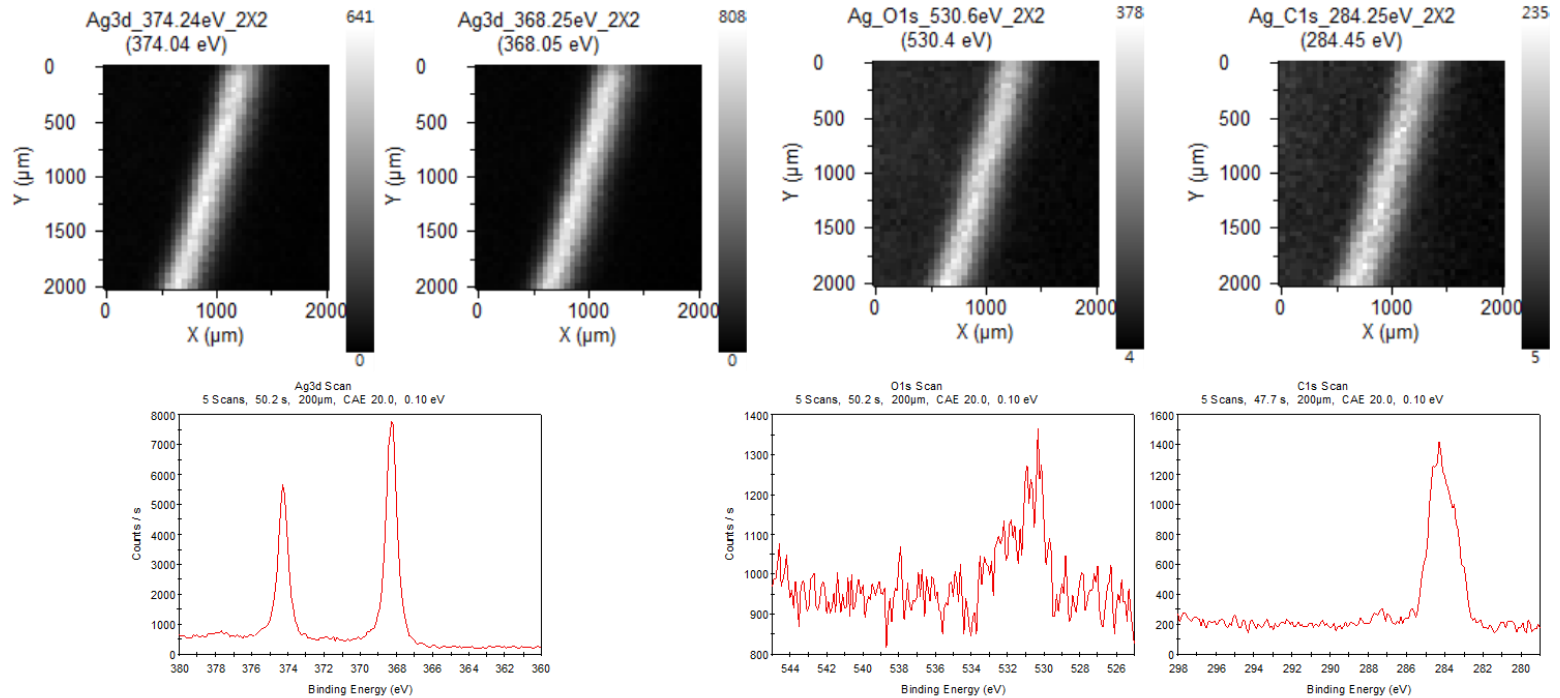 Ag3d_374.24eV_2X2
(374.04 eV)
641
0
500
1000
1500
2000
Y (µm)
0
1000
2000
X (µm)
0
Ag3d_368.25eV_2X2
(368.05 eV)
808
0
500
1000
1500
2000
Y (µm)
0
1000
2000
X (µm)
0
Ag_O1s_530.6eV_2X2
(530.4 eV)
378
0
500
1000
1500
2000
Y (µm)
0
1000
2000
X (µm)
4
Ag_C1s_284.25eV_2X2
(284.45 eV)
235
0
500
1000
1500
2000
Y (µm)
0
1000
2000
X (µm)
5
Ag3d Scan
5 Scans, 50.2 s, 200µm, CAE 20.0, 0.10 eV
8000
7000
6000
5000
4000
3000
2000
1000
0
Counts / s
380 378 376 374 372 370 368 366 364 362 360
Binding Energy (eV)
O1s Scan
5 Scans, 50.2 s, 200µm, CAE 20.0, 0.10 eV
1400
1300
1200
1100
1000
900
800
Counts / s
544 542 540 538 536 534 532 530 528 526
Binding Energy (eV)
C1s Scan
5 Scans, 47.7 s, 200µm, CAE 20.0, 0.10 eV
1600
1400
1200
1000
800
600
400
200
0
298 296 294 292 290 288 286 284 282 280
Binding Energy (eV)